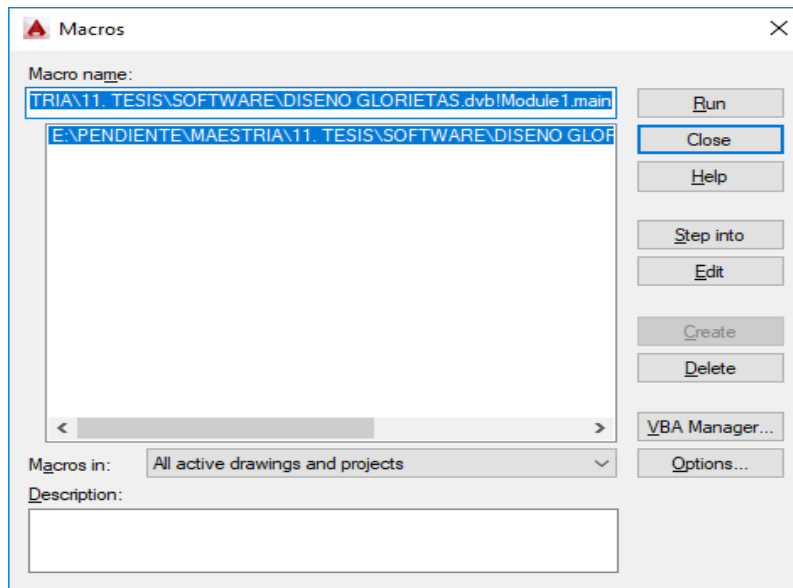 Macros
Macro name:
TRIA\11. TESIS\SOFTWARE\DISENO GLORIETAS.dvb!Module1.main
E:\PENDIENTE\MAESTRIA\11. TESIS\SOFTWARE\DISENO GLOR
Run
Close
Help
Step into
Edit
Create
Delete
VBA Manager...
Macros in:
All active drawings and projects
Options...
Description: